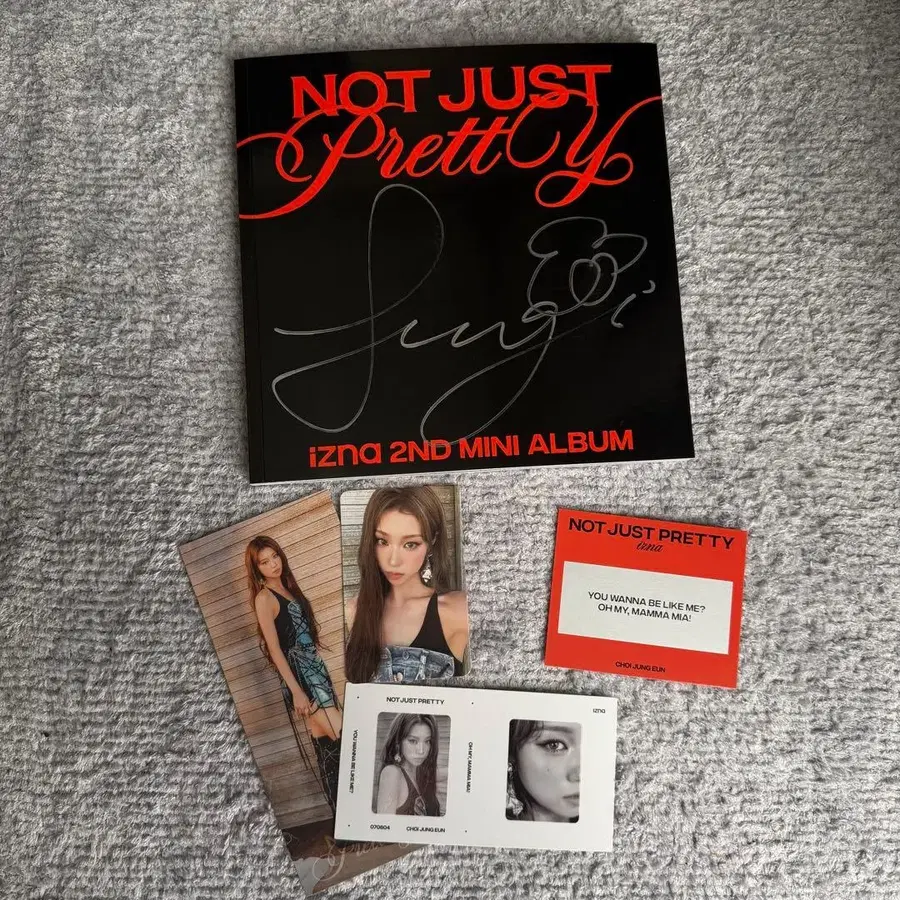 NOT JUST
Pretty
izna 2ND MINI ALBUM
NOT JUST PRETTY
izna
YOU WANNA BE LIKE ME?
OH MY, MAMMA MIA!
CHOI JUNG EUN
NOT JUST PRETTY
izna
YOU WANNA BE LIKE ME?
OH MY, MAMMA MIA!
070604
CHOI JUNG EUN